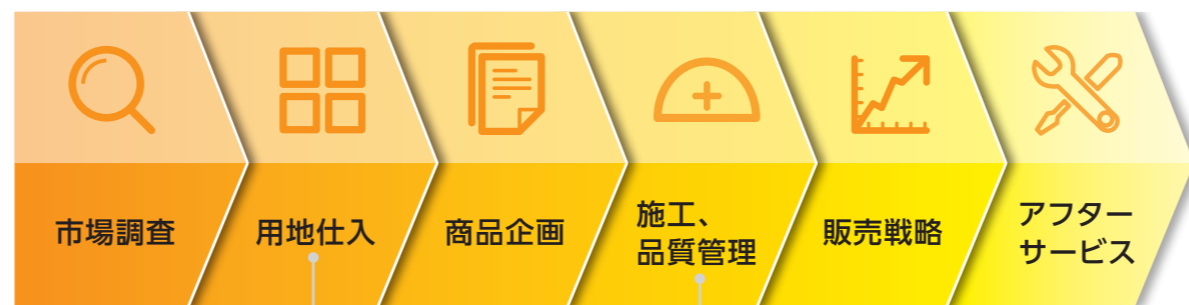 市場調査
用地仕入
商品企画
施工、
品質管理
販売戦略
アフター
サービス